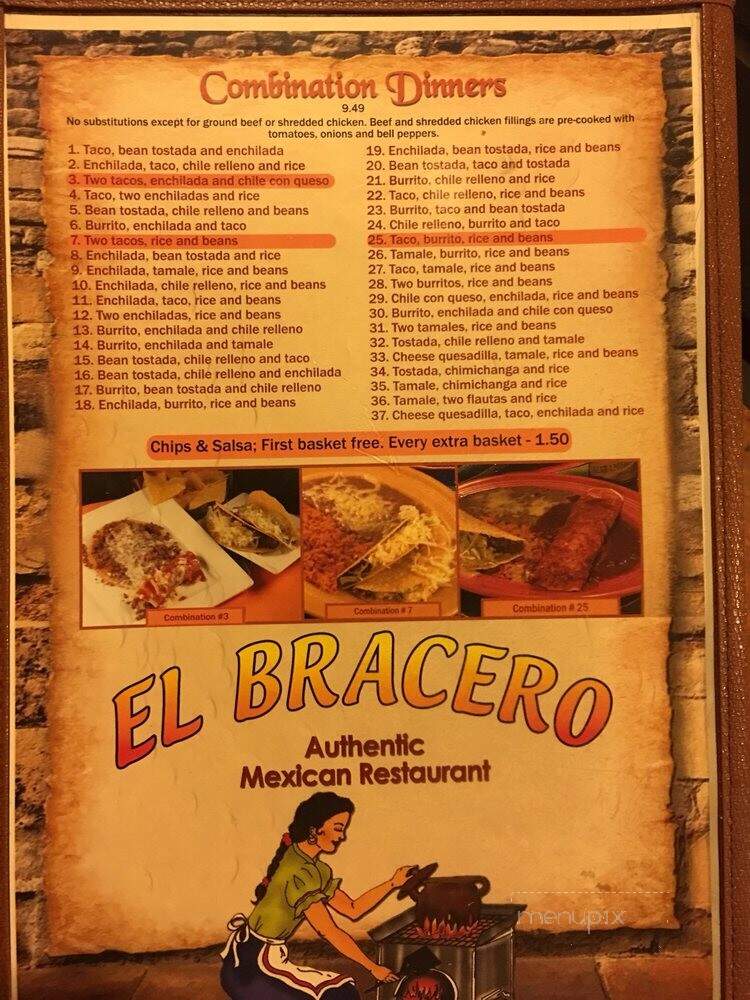 Combination Dinners
9.49
No substitutions except for ground beef or shredded chicken. Beef and shredded chicken fillings are pre-cooked with
tomatoes, onions and bell peppers.
1. Taco, bean tostada and enchilada
2. Enchilada, taco, chile relleno and rice
3. Two tacos, enchilada and chile con queso
4. Taco, two enchiladas and rice
5. Bean tostada, chile relleno and beans
6. Burrito, enchilada and taco
7. Two tacos, rice and beans
8. Enchilada, bean tostada and rice
9. Enchilada, tamale, rice and beans
10. Enchilada, chile relleno, rice and beans
11. Enchilada, taco, rice and beans
12. Two enchiladas, rice and beans
13. Burrito, enchilada and chile relleno
14. Burrito, enchilada and tamale
15. Bean tostada, chile relleno and taco
16. Bean tostada, chile relleno and enchilada
17. Burrito, bean tostada and chile relleno
18. Enchilada, burrito, rice and beans
19. Enchilada, bean tostada, rice and beans
20. Bean tostada, taco and tostada
21. Burrito, chile relleno and rice
22. Taco, chile relleno, rice and beans
23. Burrito, taco and bean tostada
24. Chile relleno, burrito and taco
25. Taco, burrito, rice and beans
26. Tamale, burrito, rice and beans
27. Taco, tamale, rice and beans
28. Two burritos, rice and beans
29. Chile con queso, enchilada, rice and beans
30. Burrito, enchilada and chile con queso
31. Two tamales, rice and beans
32. Tostada, chile relleno and tamale
33. Cheese quesadilla, tamale, rice and beans
34. Tostada, chimichanga and rice
35. Tamale, chimichanga and rice
36. Tamale, two flautas and rice
37. Cheese quesadilla, taco, enchilada and rice
Chips & Salsa; First basket free. Every extra basket - 1.50
Combination #3
Combination # 7
Combination # 25
EL BRACERO
Authentic
Mexican Restaurant
menupix